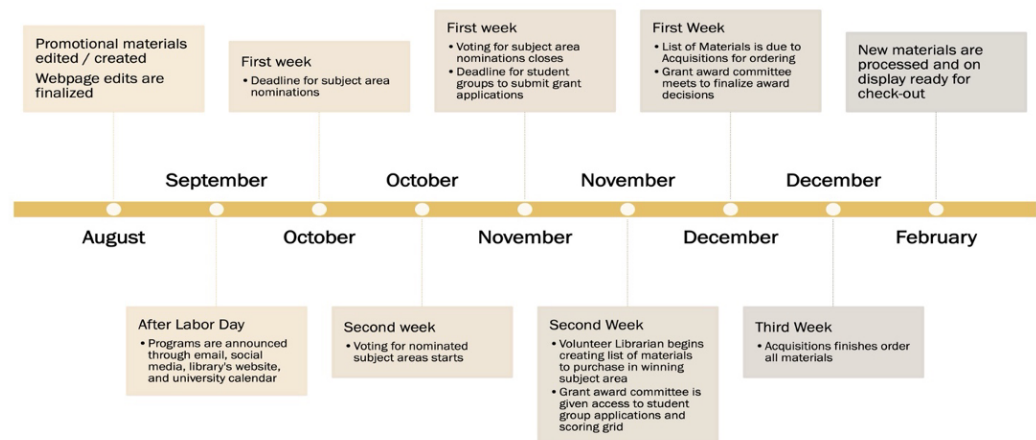 Promotional materials
edited / created
Webpage edits are
finalized
First week
• Deadline for subject area
nominations
First week
• Voting for subject area
nominations closes
• Deadline for student
groups to submit grant
applications
First Week
• List of Materials is due to
Acquisitions for ordering
• Grant award committee
meets to finalize award
decisions
New materials are
processed and on
display ready for
check-out
September
October
November
December
August
October
November
December
February
After Labor Day
• Programs are announced
through email, social
media, library's website,
and university calendar
Second week
• Voting for nominated
subject areas starts
Second Week
• Volunteer Librarian begins
creating list of materials
to purchase in winning
subject area
• Grant award committee is
given access to student
group applications and
scoring grid
Third Week
• Acquisitions finishes order
all materials